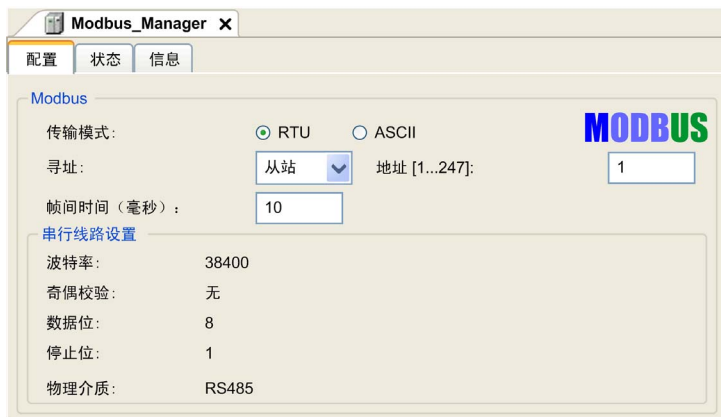 Modbus_Manager X
配置 状态 信息
Modbus
传输模式: RTU ASCII MODBUS
寻址: 从站 地址 [1...247]: 1
帧间时间（毫秒）: 10
串行线路设置
波特率: 38400
奇偶校验: 无
数据位: 8
停止位: 1
物理介质: RS485